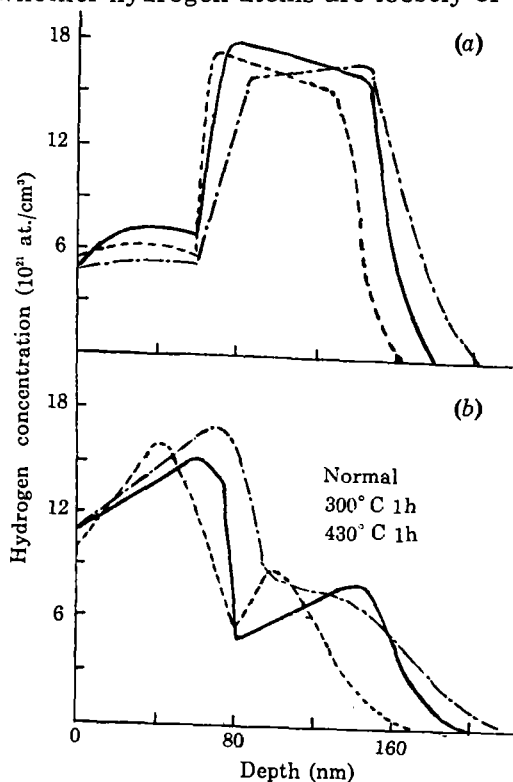 whether hydrogen atoms are loosely or
(a)
18
12
6
Hydrogen concentration (10²¹ at./cm³)
(b)
18
12
6
Normal
300°C 1h
430°C 1h
0
80
160
Depth (nm)